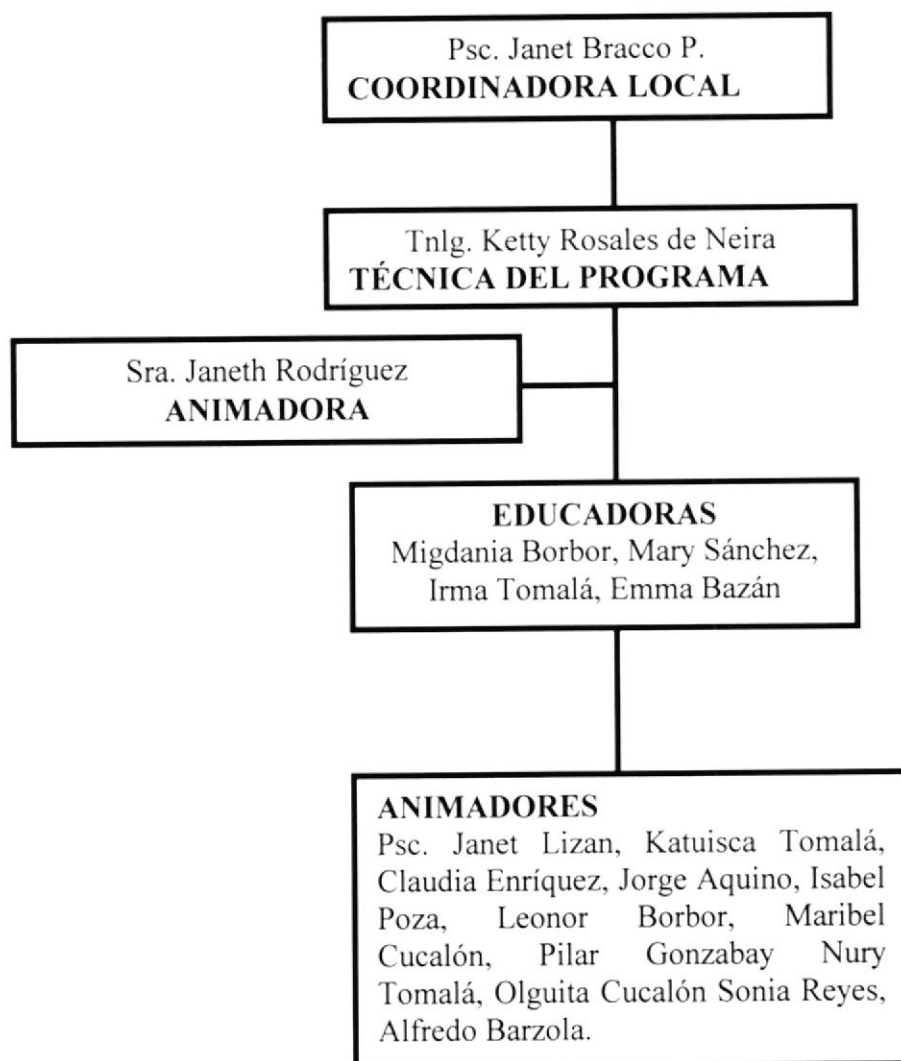 Psc. Janet Bracco P.
COORDINADORA LOCAL
Tnlg. Ketty Rosales de Neira
TÉCNICA DEL PROGRAMA
Sra. Janeth Rodríguez
ANIMADORA
EDUCADORAS
Migdania Borbor, Mary Sánchez,
Irma Tomalá, Emma Bazán
ANIMADORES
Psc. Janet Lizan, Katuisca Tomalá,
Claudia Enríquez, Jorge Aquino, Isabel
Poza, Leonor Borbor, Maribel
Cucalón, Pilar Gonzabay Nury
Tomalá, Olguita Cucalón Sonia Reyes,
Alfredo Barzola.